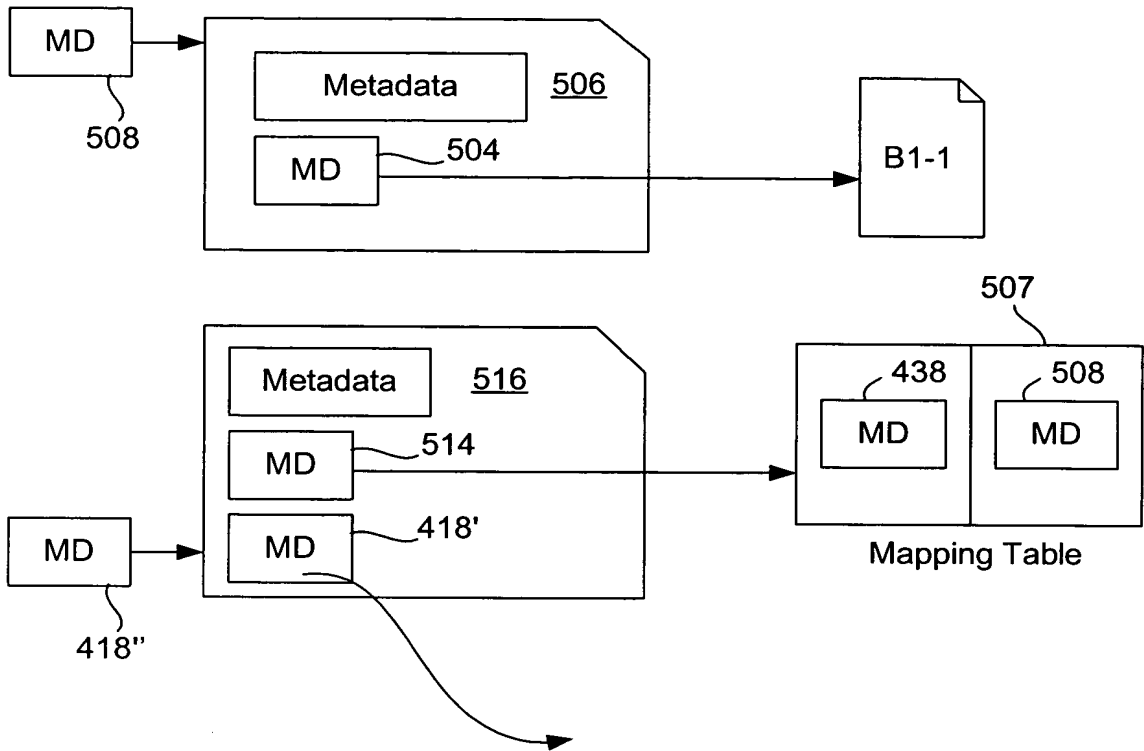 MD
508
Metadata
506
MD
504
B1-1
507
Metadata
516
MD
514
MD
418'
MD
418"
438
MD
508
MD
Mapping Table